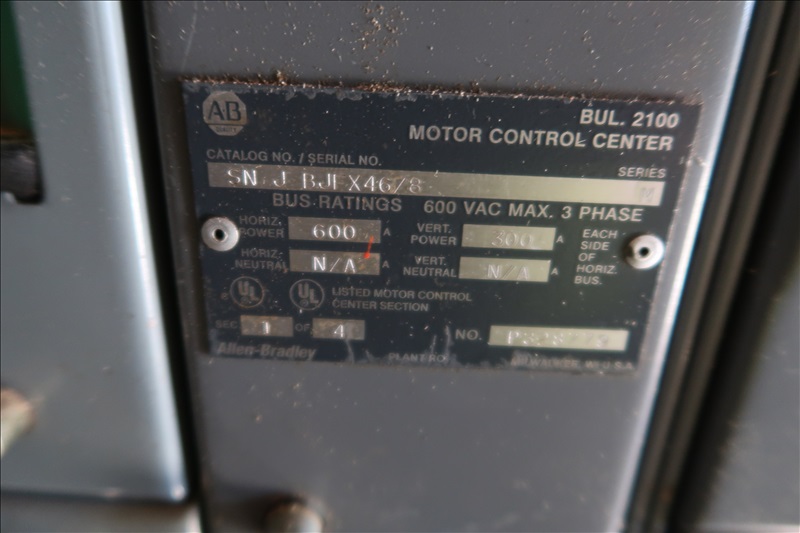 AB
BUL. 2100
MOTOR CONTROL CENTER
CATALOG NO. / SERIAL NO.
SERIES
BUS RATINGS 600 VAC MAX. 3 PHASE
HORIZ. POWER 600 A VERT. POWER 300 A EACH SIDE OF HORIZ. BUS.
HORIZ. NEUTRAL N/A A VERT. NEUTRAL N/A A
UL ® UL LISTED MOTOR CONTROL
CENTER SECTION
SEC 1 OF 4 NO.
Allen-Bradley U.S.A.